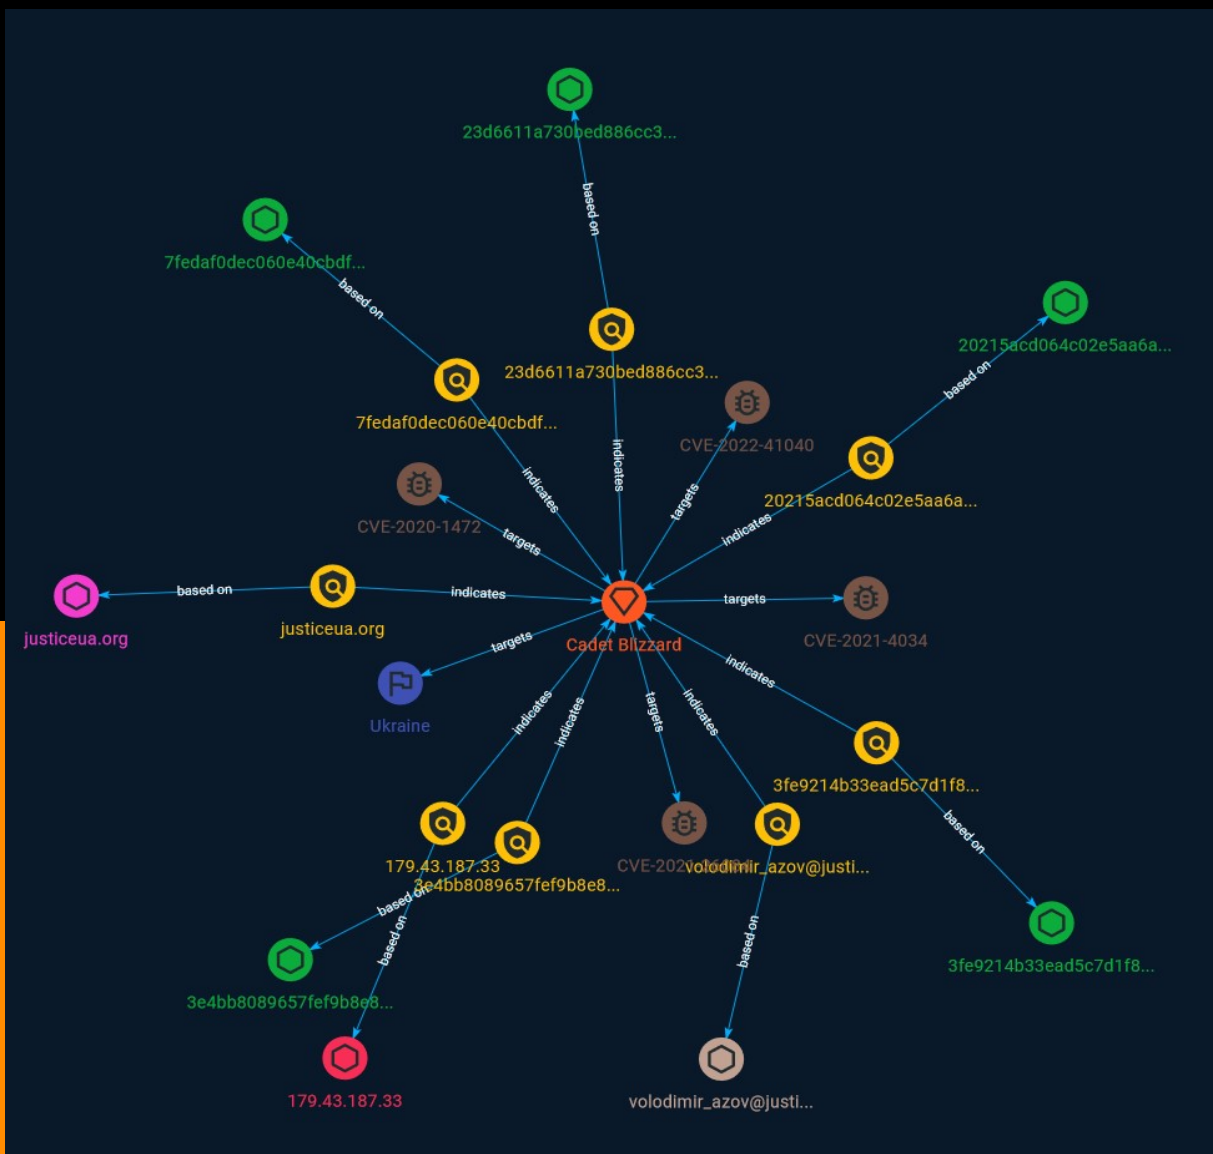 23d6611a730bed886cc3...
based on
7fedaf0dec060e40cbdf...
based on
20215acd064c02e5aa6a...
based on
23d6611a730bed886cc3...
7fedaf0dec060e40cbdf...
CVE-2022-41040
indicates
indicates
targets
20215acd064c02e5aa6a...
indicates
CVE-2020-1472
targets
based on
indicates
targets
justiceua.org
justiceua.org
Cadet Blizzard
CVE-2021-4034
targets
indicates
Ukraine
indicates
indicates
targets
indicates
3fe9214b33ead5c7d1f8...
based on
179.43.187.33
3e4bb8089657fef9b8e8...
volodimir_azov@justi...
based on
based on
based on
3fe9214b33ead5c7d1f8...
3e4bb8089657fef9b8e8...
179.43.187.33
volodimir_azov@justi...